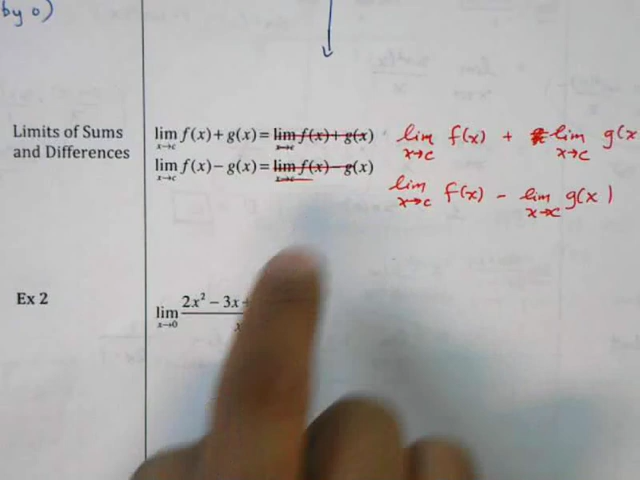 by 0)
Limits of Sums
and Differences
lim f(x) + g(x) = lim f(x) + g(x) lim f(x) + lim g(x
x→c x→c x→c x→c
lim f(x) − g(x) = lim f(x) − g(x) lim f(x) − lim g(x)
x→c x→c x→c x→c
Ex 2
lim 2x² − 3x
x→0 x